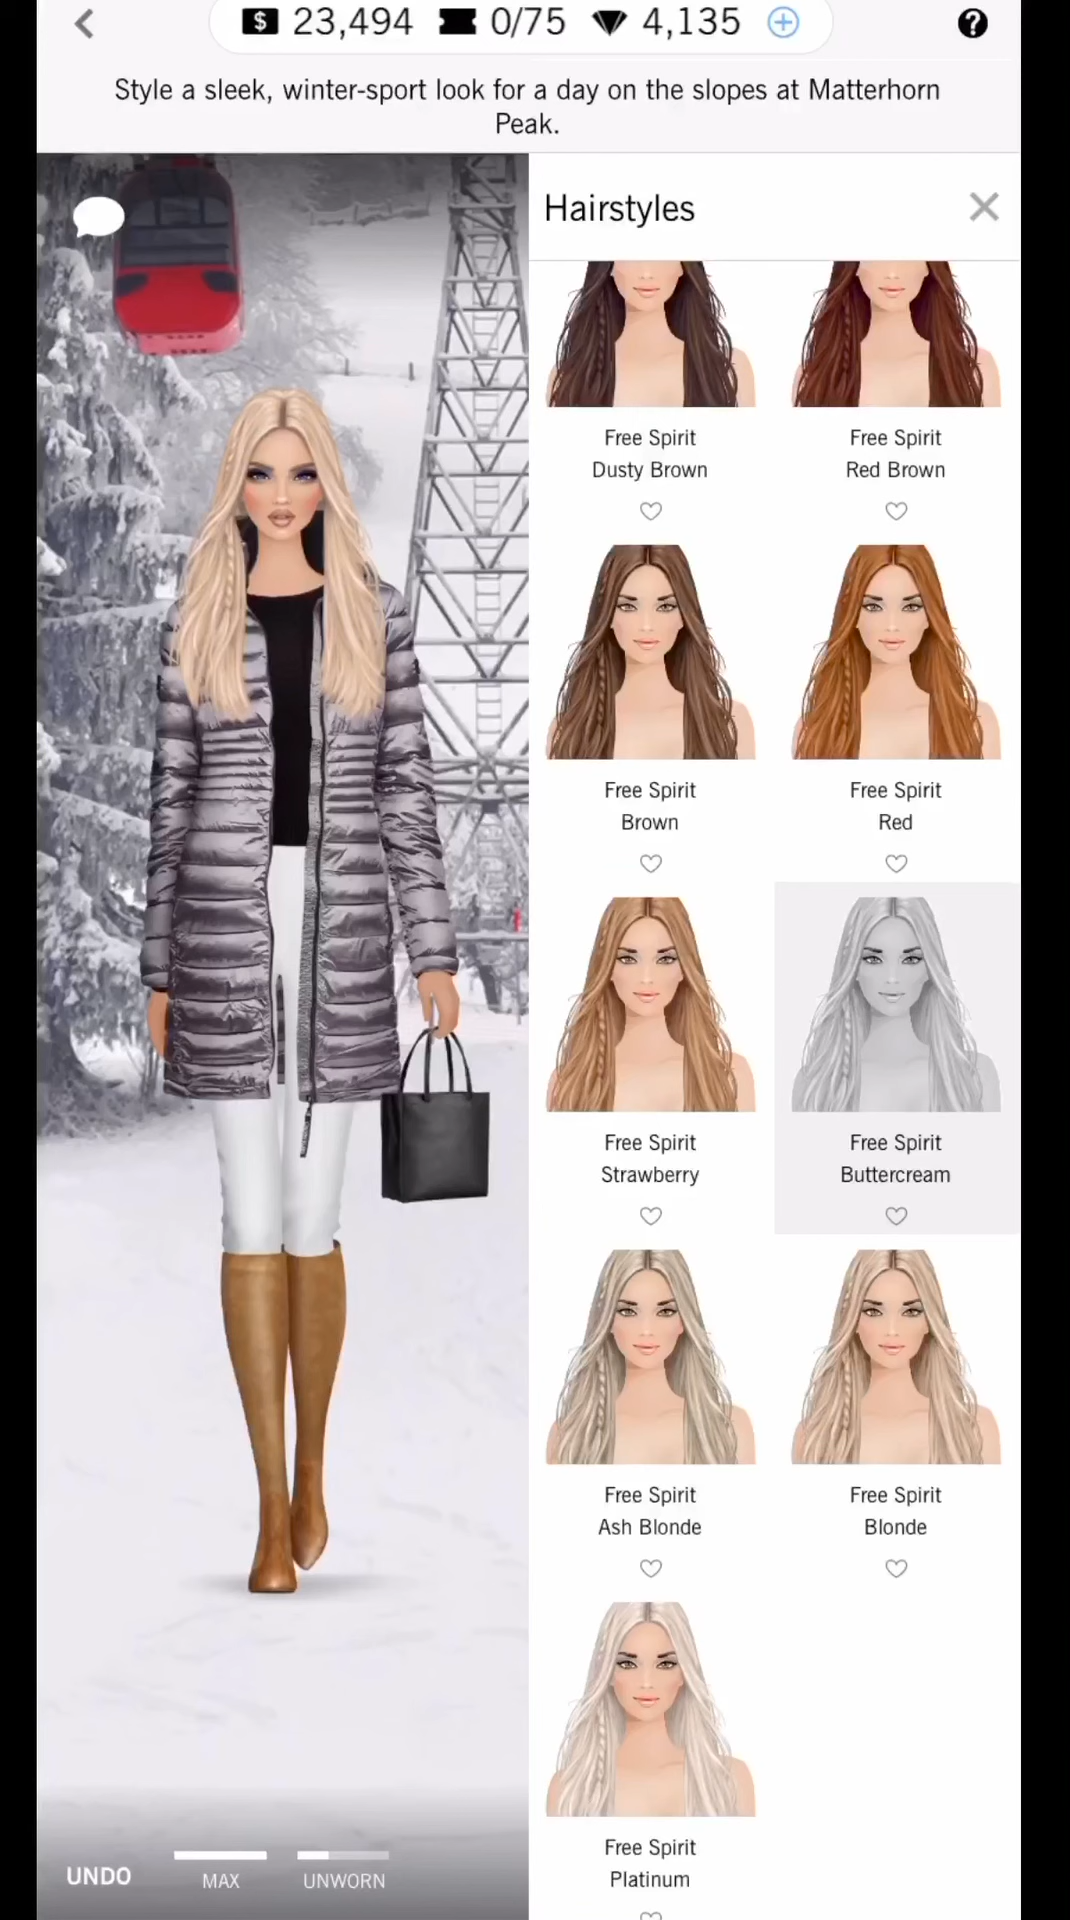 $ 23,494 0/75 4,135
Style a sleek, winter-sport look for a day on the slopes at Matterhorn
Peak.
Hairstyles
Free Spirit
Dusty Brown
Free Spirit
Red Brown
Free Spirit
Brown
Free Spirit
Red
Free Spirit
Strawberry
Free Spirit
Buttercream
Free Spirit
Ash Blonde
Free Spirit
Blonde
Free Spirit
Platinum
UNDO
MAX
UNWORN